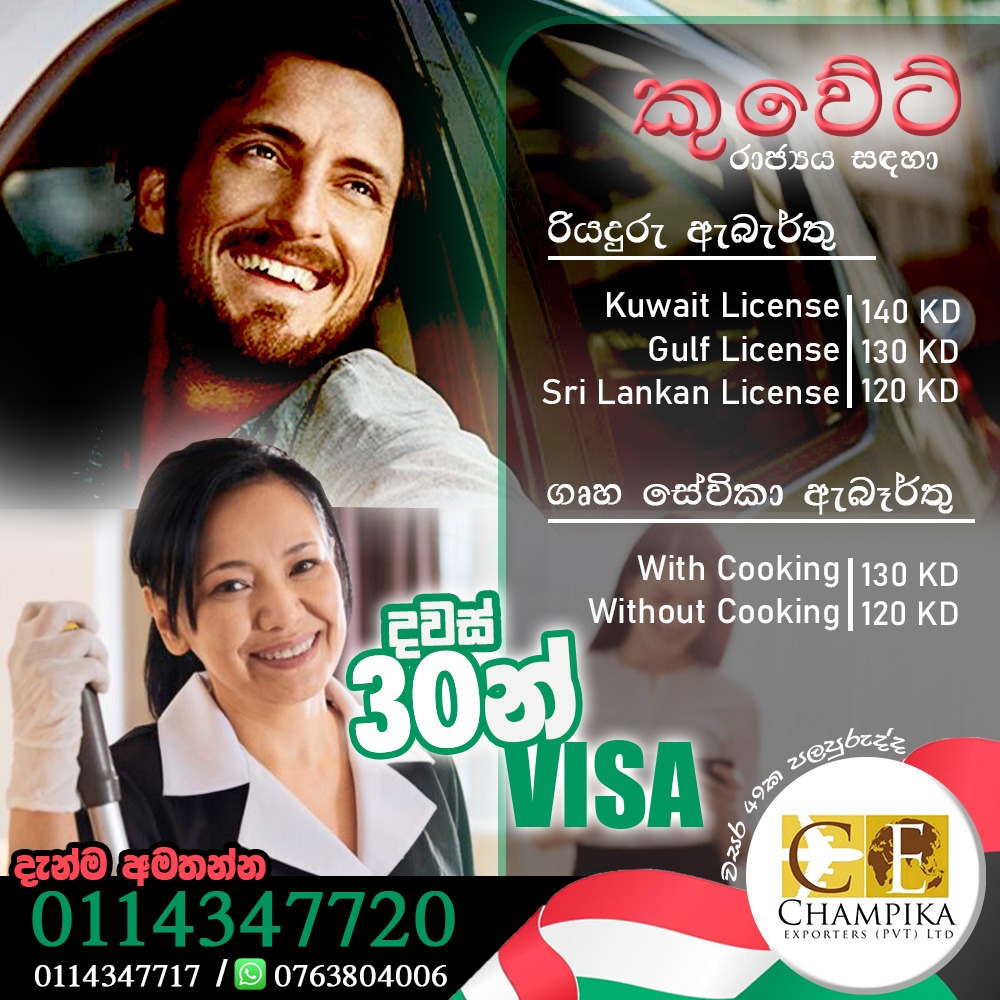 කුවේට්
රාජ්‍යය සඳහා
රියදුරු ඇබැර්තු
Kuwait License 140 KD
Gulf License 130 KD
Sri Lankan License 120 KD
ගෘහ සේවිකා ඇබෑර්තු
With Cooking 130 KD
Without Cooking 120 KD
දවස්
30න්
VISA
වසර 41ක පලපුරුද්ද
CE
CHAMPIKA
EXPORTERS (PVT) LTD
දැන්ම අමතන්න
0114347720
0114347717 / 0763804006